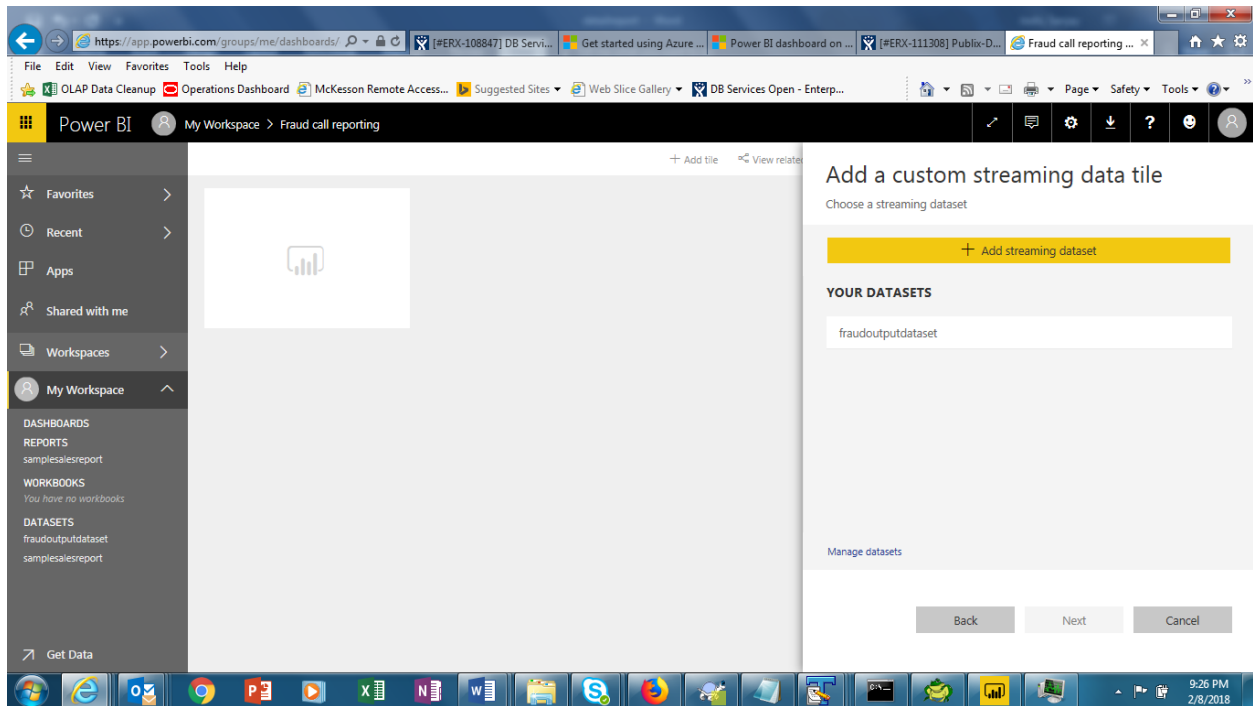 https://app.powerbi.com/groups/me/dashboards/
[#ERX-108847] DB Servi...
Get started using Azure ...
Power BI dashboard on ...
[#ERX-111308] Publix-D...
Fraud call reporting ...
File Edit View Favorites Tools Help
OLAP Data Cleanup Operations Dashboard McKesson Remote Access... Suggested Sites Web Slice Gallery DB Services Open - Enterp... Page Safety Tools
Power BI My Workspace > Fraud call reporting ?
+ Add tile View relate
Add a custom streaming data tile
Choose a streaming dataset
+ Add streaming dataset
YOUR DATASETS
fraudoutputdataset
Manage datasets
Back Next Cancel
Favorites
Recent
Apps
Shared with me
Workspaces
My Workspace
DASHBOARDS
REPORTS
samplesalesreport
WORKBOOKS
You have no workbooks
DATASETS
fraudoutputdataset
samplesalesreport
Get Data
9:26 PM
2/8/2018